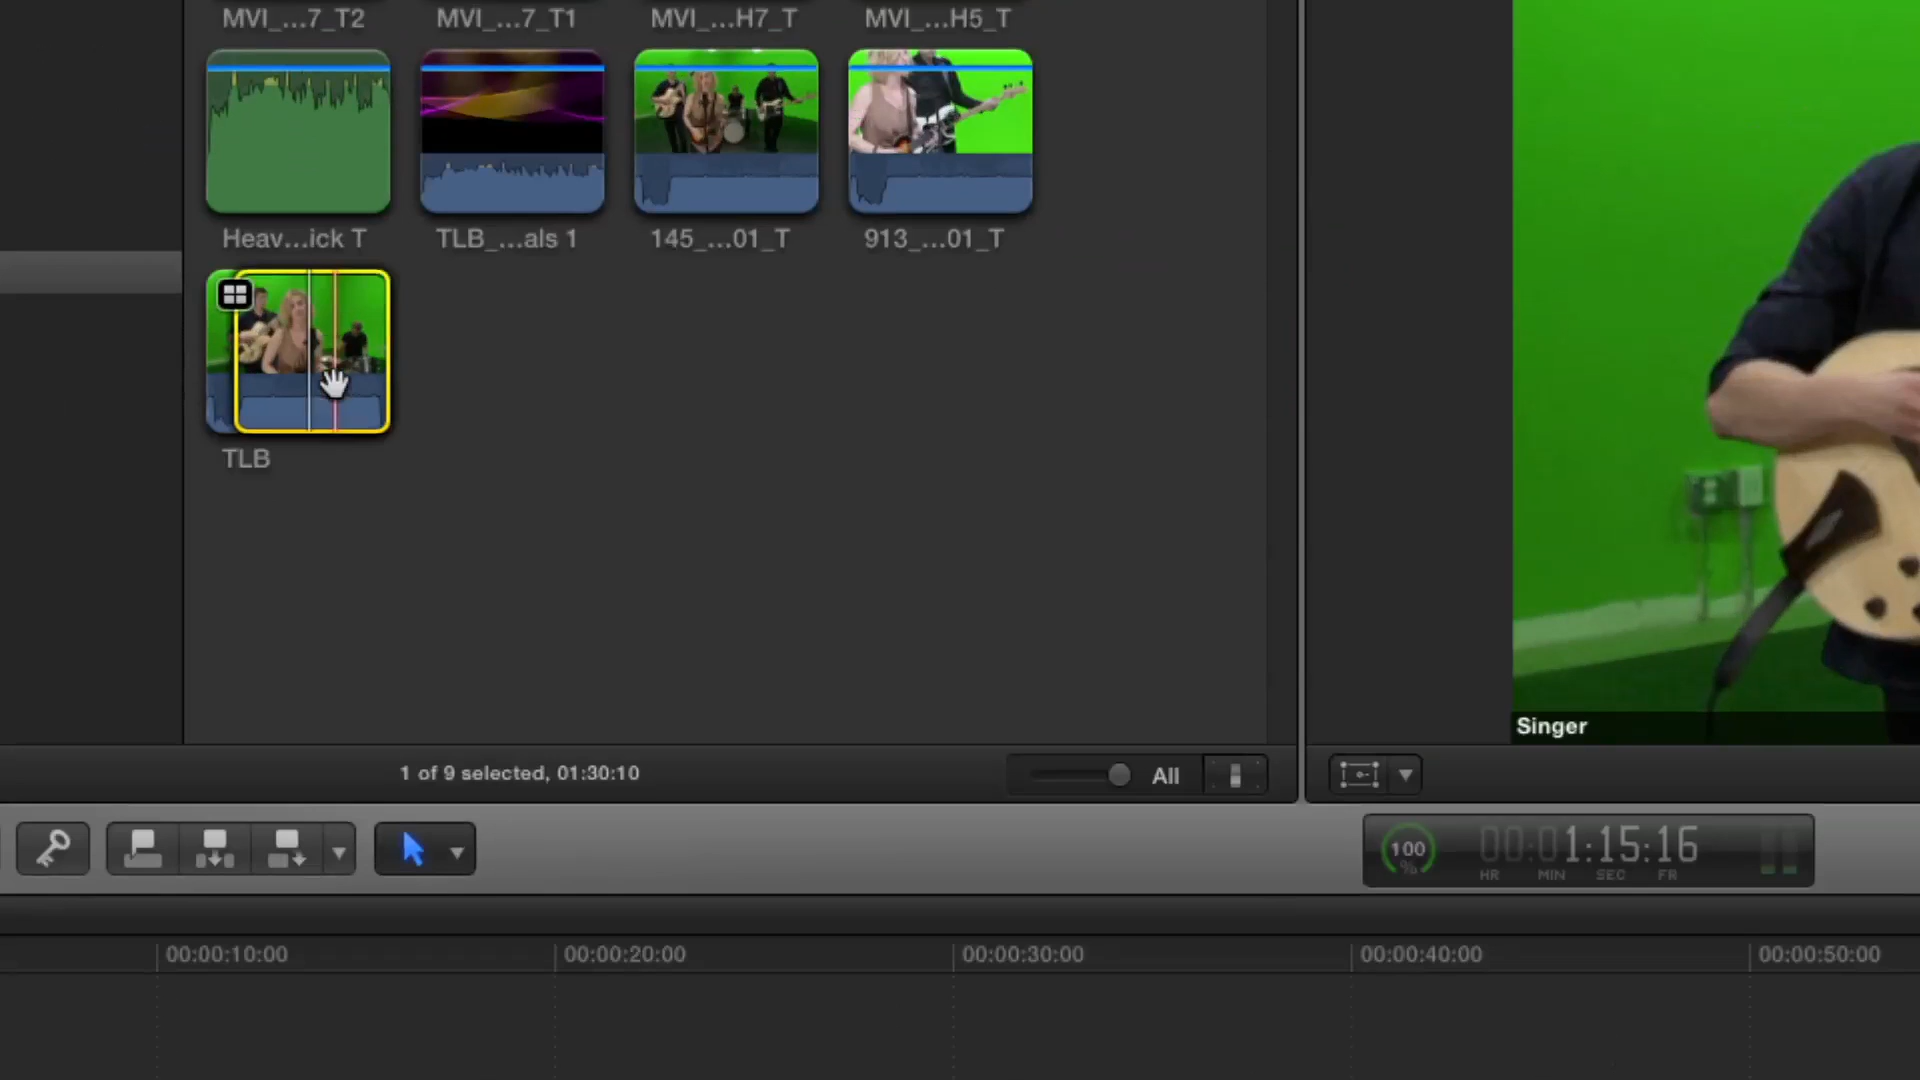 MVI_...7_T2 MVI_...7_T1 MVI_...H7_T MVI_...H5_T
Heav...ick T TLB_...als 1 145_...01_T 913_...01_T
TLB
Singer
1 of 9 selected, 01:30:10
All
100
%
00:01:15:16
HR MIN SEC FR
00:00:10:00 00:00:20:00 00:00:30:00 00:00:40:00 00:00:50:00